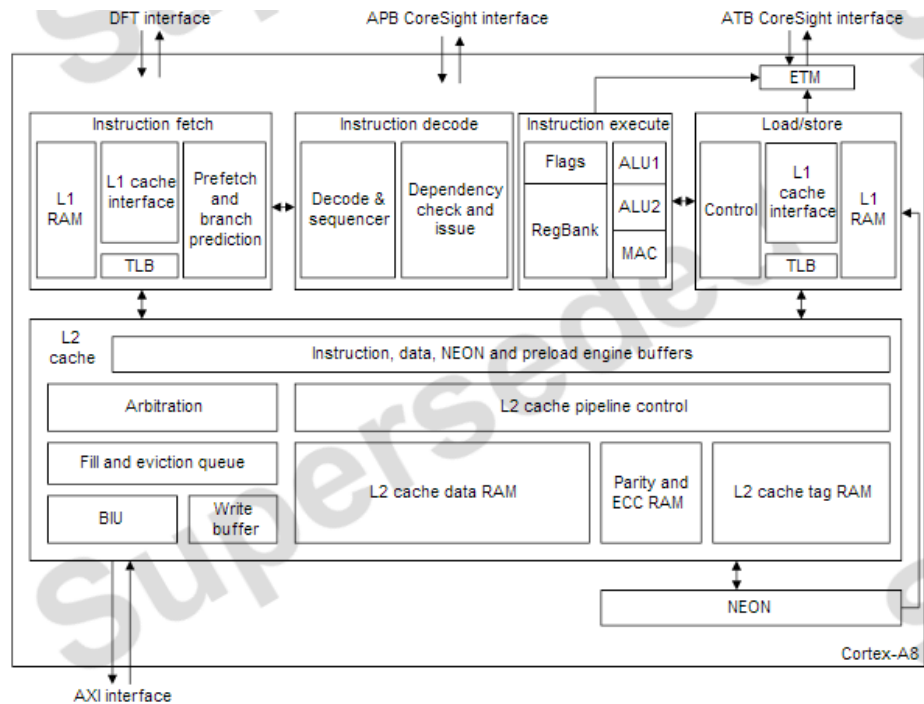 DFT interface
APB CoreSight interface
ATB CoreSight interface
ETM
Instruction fetch
L1
RAM
L1 cache
interface
TLB
Prefetch
and
branch
prediction
Instruction decode
Decode &
sequencer
Dependency
check and
issue
Instruction execute
Flags
RegBank
ALU1
ALU2
MAC
Load/store
Control
L1
cache
interface
TLB
L1
RAM
L2
cache
Instruction, data, NEON and preload engine buffers
Arbitration
L2 cache pipeline control
Fill and eviction queue
BIU
Write
buffer
L2 cache data RAM
Parity and
ECC RAM
L2 cache tag RAM
NEON
Cortex-A8
AXI interface
Superseded